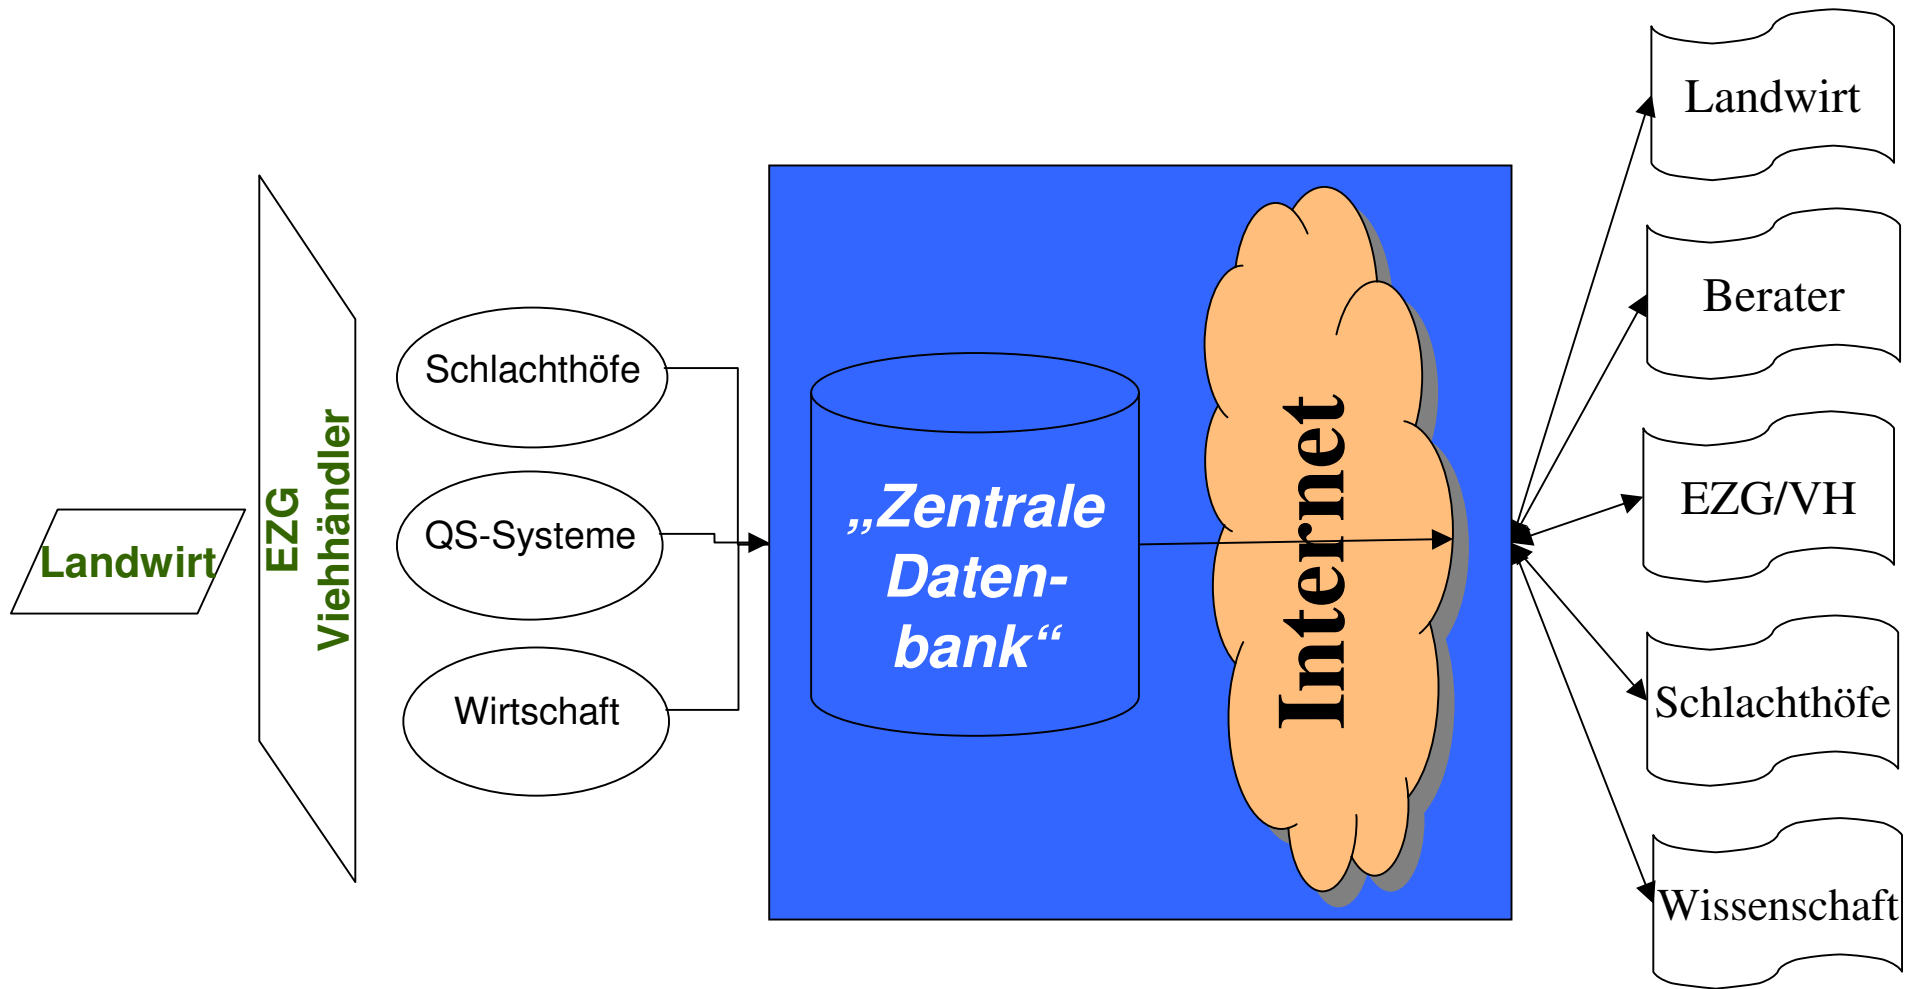 Landwirt
EZG
Viehhändler
Schlachthöfe
QS-Systeme
Wirtschaft
„Zentrale
Daten-
bank“
Internet
Landwirt
Berater
EZG/VH
Schlachthöfe
Wissenschaft